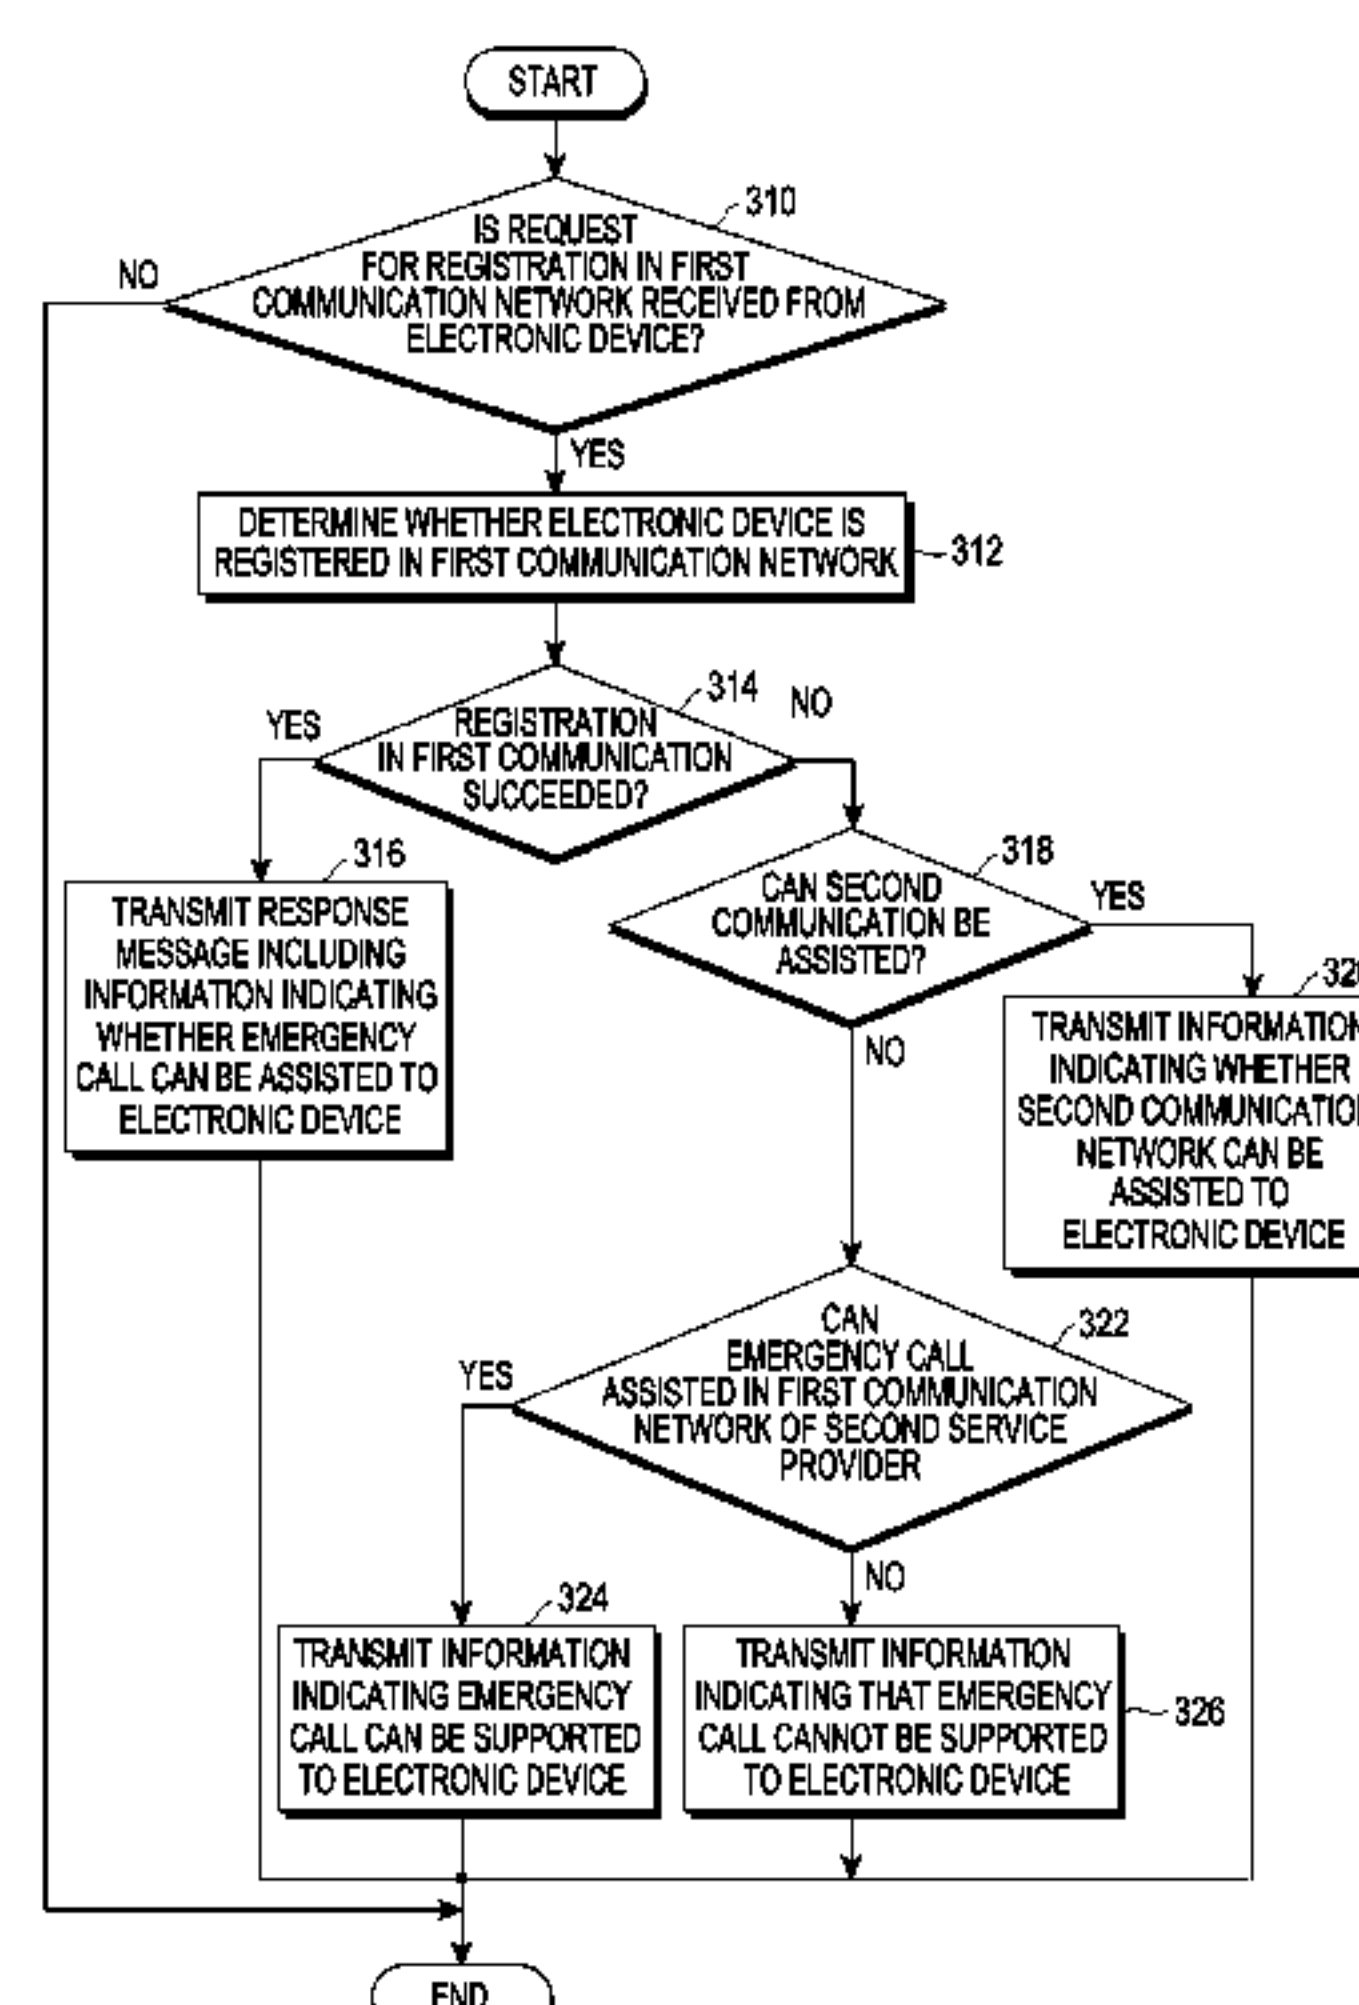 START
310
IS REQUEST
FOR REGISTRATION IN FIRST
COMMUNICATION NETWORK RECEIVED FROM
ELECTRONIC DEVICE?
NO
YES
DETERMINE WHETHER ELECTRONIC DEVICE IS
REGISTERED IN FIRST COMMUNICATION NETWORK
312
314
NO
YES
REGISTRATION
IN FIRST COMMUNICATION
SUCCEEDED?
316
TRANSMIT RESPONSE
MESSAGE INCLUDING
INFORMATION INDICATING
WHETHER EMERGENCY
CALL CAN BE ASSISTED TO
ELECTRONIC DEVICE
318
CAN SECOND
COMMUNICATION BE
ASSISTED?
YES
NO
TRANSMIT INFORMATION
INDICATING WHETHER
SECOND COMMUNICATION
NETWORK CAN BE
ASSISTED TO
ELECTRONIC DEVICE
322
CAN
EMERGENCY CALL
ASSISTED IN FIRST COMMUNICATION
NETWORK OF SECOND SERVICE
PROVIDER
YES
NO
324
TRANSMIT INFORMATION
INDICATING EMERGENCY
CALL CAN BE SUPPORTED
TO ELECTRONIC DEVICE
TRANSMIT INFORMATION
INDICATING THAT EMERGENCY
CALL CANNOT BE SUPPORTED
TO ELECTRONIC DEVICE
326
END